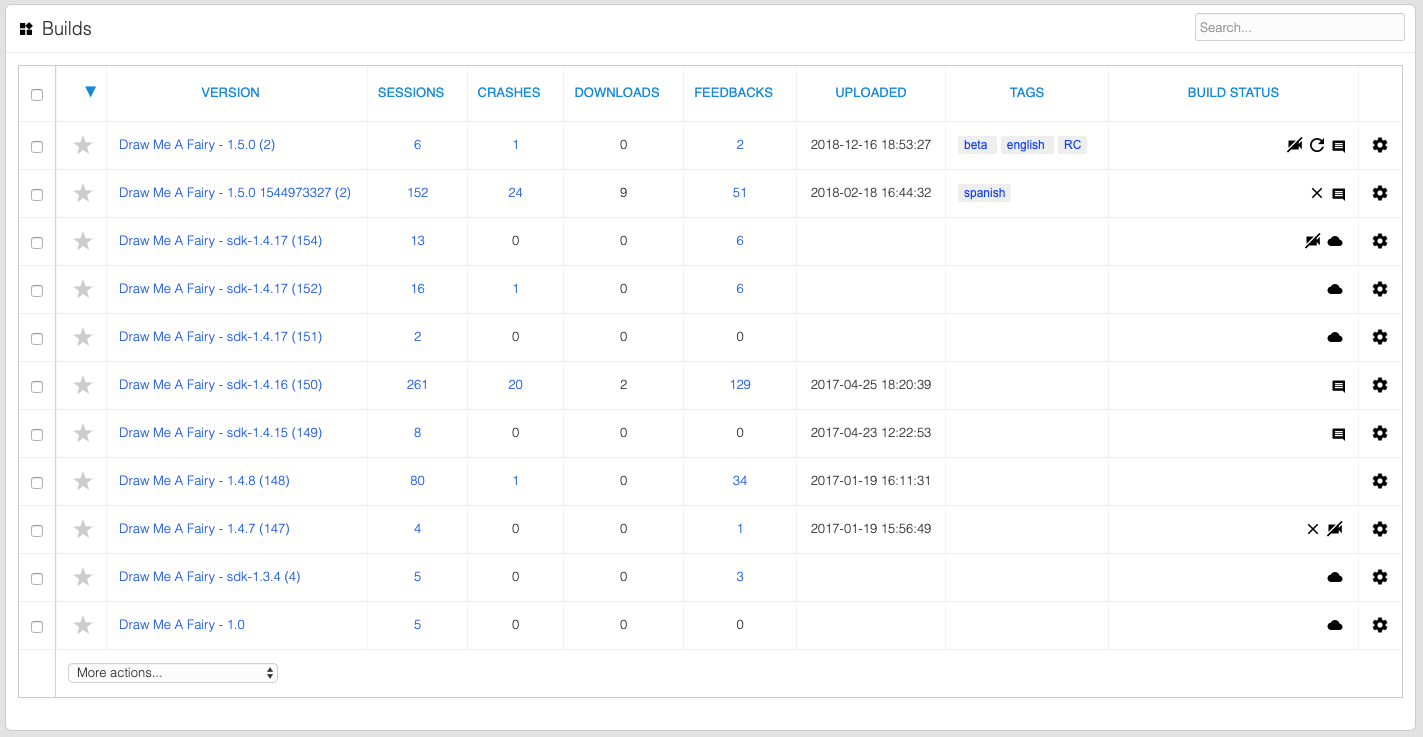 Builds
Search...
VERSION SESSIONS CRASHES DOWNLOADS FEEDBACKS UPLOADED TAGS BUILD STATUS
Draw Me A Fairy - 1.5.0 (2) 6 1 0 2 2018-12-16 18:53:27 beta english RC
Draw Me A Fairy - 1.5.0 1544973327 (2) 152 24 9 51 2018-02-18 16:44:32 spanish
Draw Me A Fairy - sdk-1.4.17 (154) 13 0 0 6
Draw Me A Fairy - sdk-1.4.17 (152) 16 1 0 6
Draw Me A Fairy - sdk-1.4.17 (151) 2 0 0 0
Draw Me A Fairy - sdk-1.4.16 (150) 261 20 2 129 2017-04-25 18:20:39
Draw Me A Fairy - sdk-1.4.15 (149) 8 0 0 0 2017-04-23 12:22:53
Draw Me A Fairy - 1.4.8 (148) 80 1 0 34 2017-01-19 16:11:31
Draw Me A Fairy - 1.4.7 (147) 4 0 0 1 2017-01-19 15:56:49
Draw Me A Fairy - sdk-1.3.4 (4) 5 0 0 3
Draw Me A Fairy - 1.0 5 0 0 0
More actions...